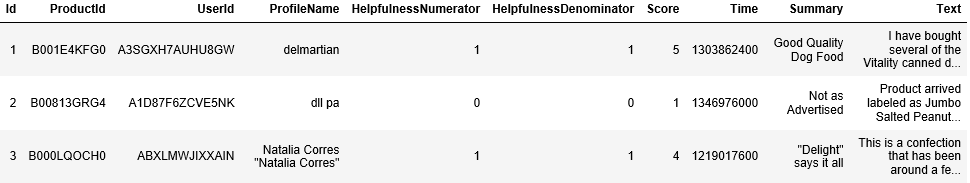 Id ProductId UserId ProfileName HelpfulnessNumerator HelpfulnessDenominator Score Time Summary Text
1 B001E4KFG0 A3SGXH7AUHU8GW delmartian 1 1 5 1303862400 Good Quality Dog Food I have bought several of the Vitality canned d...
2 B00813GRG4 A1D87F6ZCVE5NK dll pa 0 0 1 1346976000 Not as Advertised Product arrived labeled as Jumbo Salted Peanut...
3 B000LQOCH0 ABXLMWJIXXAIN Natalia Corres "Natalia Corres" 1 1 4 1219017600 "Delight" says it all This is a confection that has been around a fe...